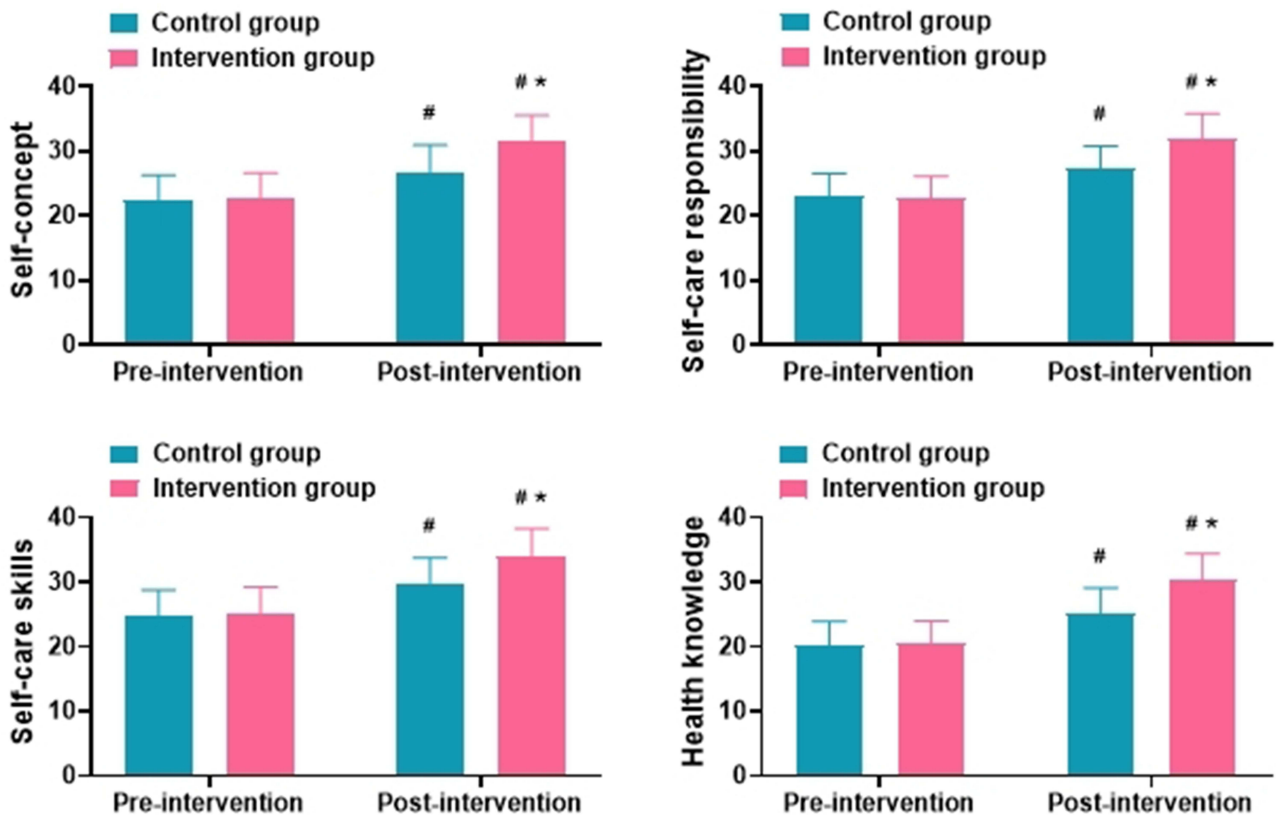 Control group
Intervention group
Self-concept
40
30
20
10
0
#
# *
Pre-intervention
Post-intervention
Control group
Intervention group
Self-care responsibility
40
30
20
10
0
#
# *
Pre-intervention
Post-intervention
Control group
Intervention group
Self-care skills
40
30
20
10
0
#
# *
Pre-intervention
Post-intervention
Control group
Intervention group
Health knowledge
40
30
20
10
0
#
# *
Pre-intervention
Post-intervention